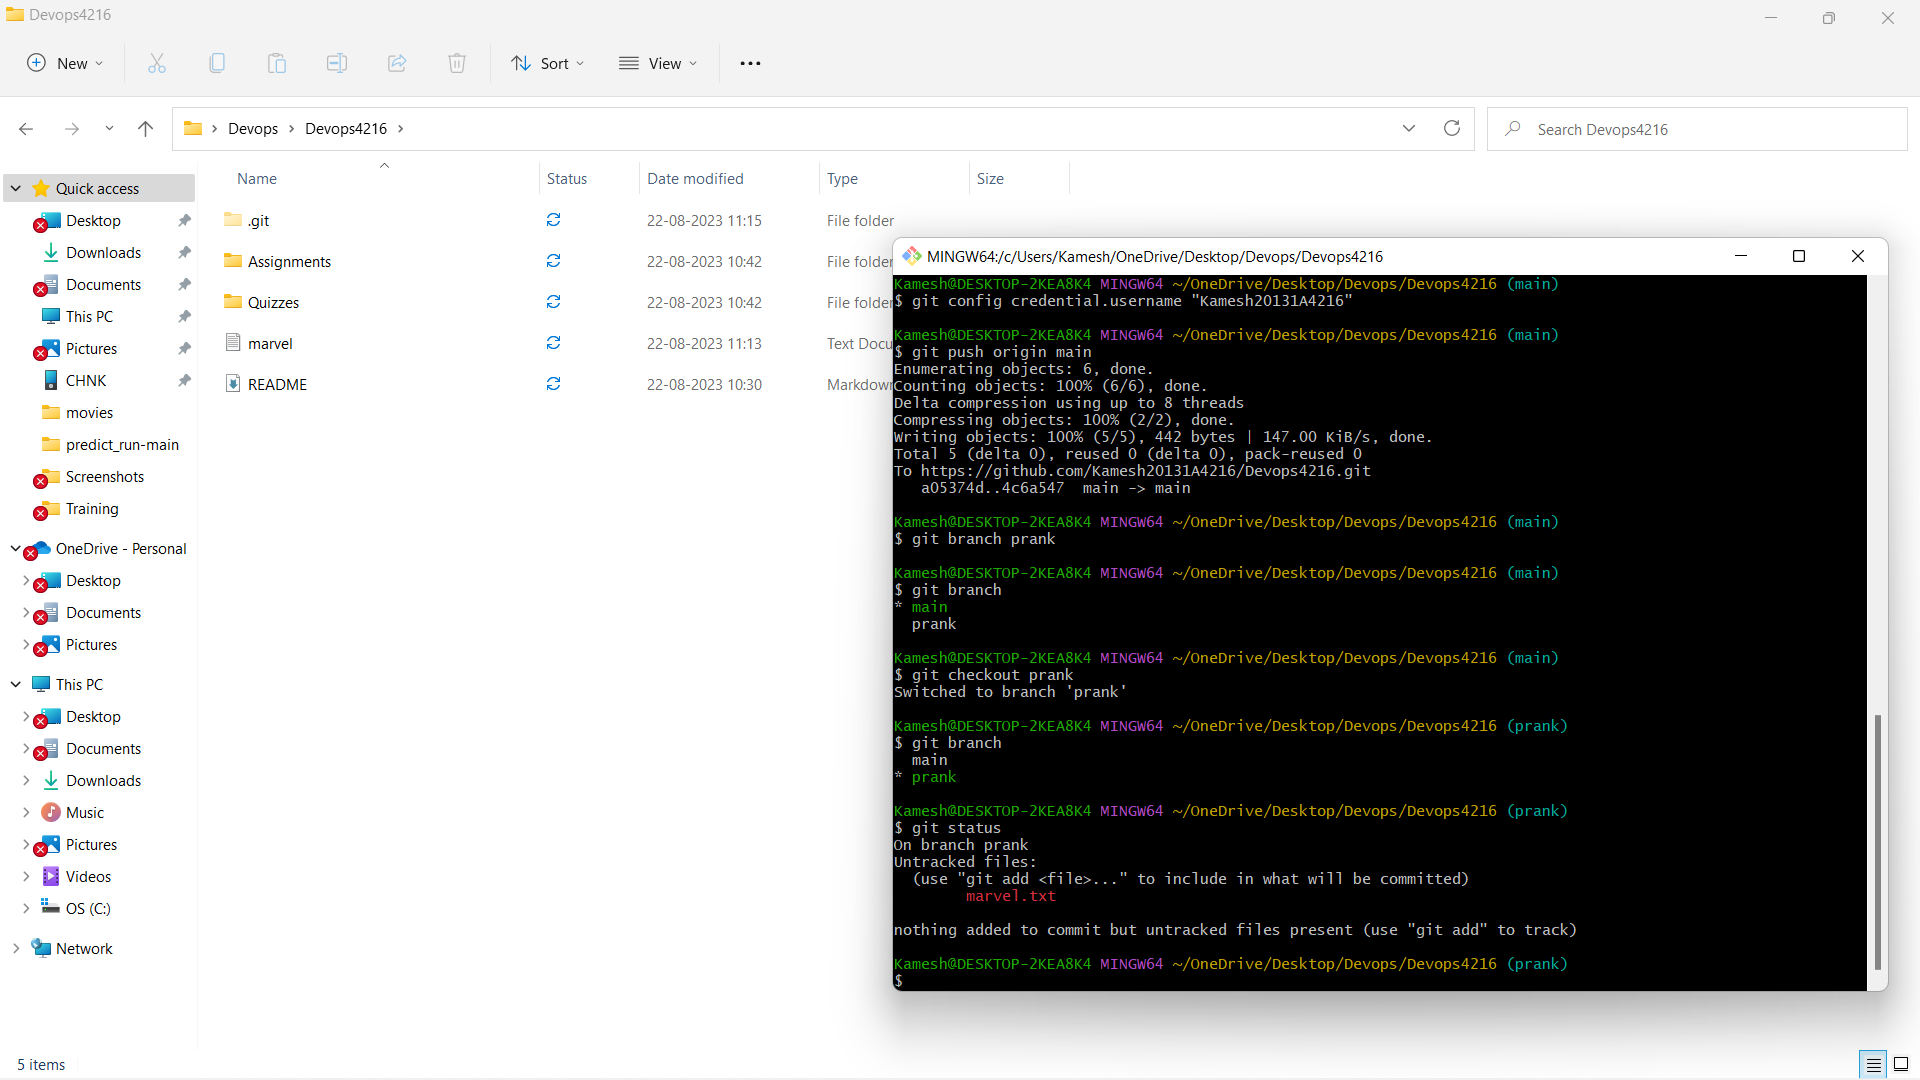 Devops4216
New
Sort
View
Devops > Devops4216 >
Search Devops4216
Name Status Date modified Type Size
.git 22-08-2023 11:15 File folder
Assignments 22-08-2023 10:42 File folder
Quizzes 22-08-2023 10:42 File folder
marvel 22-08-2023 11:13 Text Docu
README 22-08-2023 10:30 Markdown
Quick access
Desktop
Downloads
Documents
This PC
Pictures
CHNK
movies
predict_run-main
Screenshots
Training
OneDrive - Personal
Desktop
Documents
Pictures
This PC
Desktop
Documents
Downloads
Music
Pictures
Videos
OS (C:)
Network
5 items
MINGW64:/c/Users/Kamesh/OneDrive/Desktop/Devops/Devops4216
Kamesh@DESKTOP-2KEA8K4 MINGW64 ~/OneDrive/Desktop/Devops/Devops4216 (main)
$ git config credential.username "Kamesh20131A4216"
Kamesh@DESKTOP-2KEA8K4 MINGW64 ~/OneDrive/Desktop/Devops/Devops4216 (main)
$ git push origin main
Enumerating objects: 6, done.
Counting objects: 100% (6/6), done.
Delta compression using up to 8 threads
Compressing objects: 100% (2/2), done.
Writing objects: 100% (5/5), 442 bytes | 147.00 KiB/s, done.
Total 5 (delta 0), reused 0 (delta 0), pack-reused 0
To https://github.com/Kamesh20131A4216/Devops4216.git
a05374d..4c6a547 main -> main
Kamesh@DESKTOP-2KEA8K4 MINGW64 ~/OneDrive/Desktop/Devops/Devops4216 (main)
$ git branch prank
Kamesh@DESKTOP-2KEA8K4 MINGW64 ~/OneDrive/Desktop/Devops/Devops4216 (main)
$ git branch
* main
prank
Kamesh@DESKTOP-2KEA8K4 MINGW64 ~/OneDrive/Desktop/Devops/Devops4216 (main)
$ git checkout prank
Switched to branch 'prank'
Kamesh@DESKTOP-2KEA8K4 MINGW64 ~/OneDrive/Desktop/Devops/Devops4216 (prank)
$ git branch
main
* prank
Kamesh@DESKTOP-2KEA8K4 MINGW64 ~/OneDrive/Desktop/Devops/Devops4216 (prank)
$ git status
On branch prank
Untracked files:
(use "git add <file>..." to include in what will be committed)
marvel.txt
nothing added to commit but untracked files present (use "git add" to track)
Kamesh@DESKTOP-2KEA8K4 MINGW64 ~/OneDrive/Desktop/Devops/Devops4216 (prank)
$